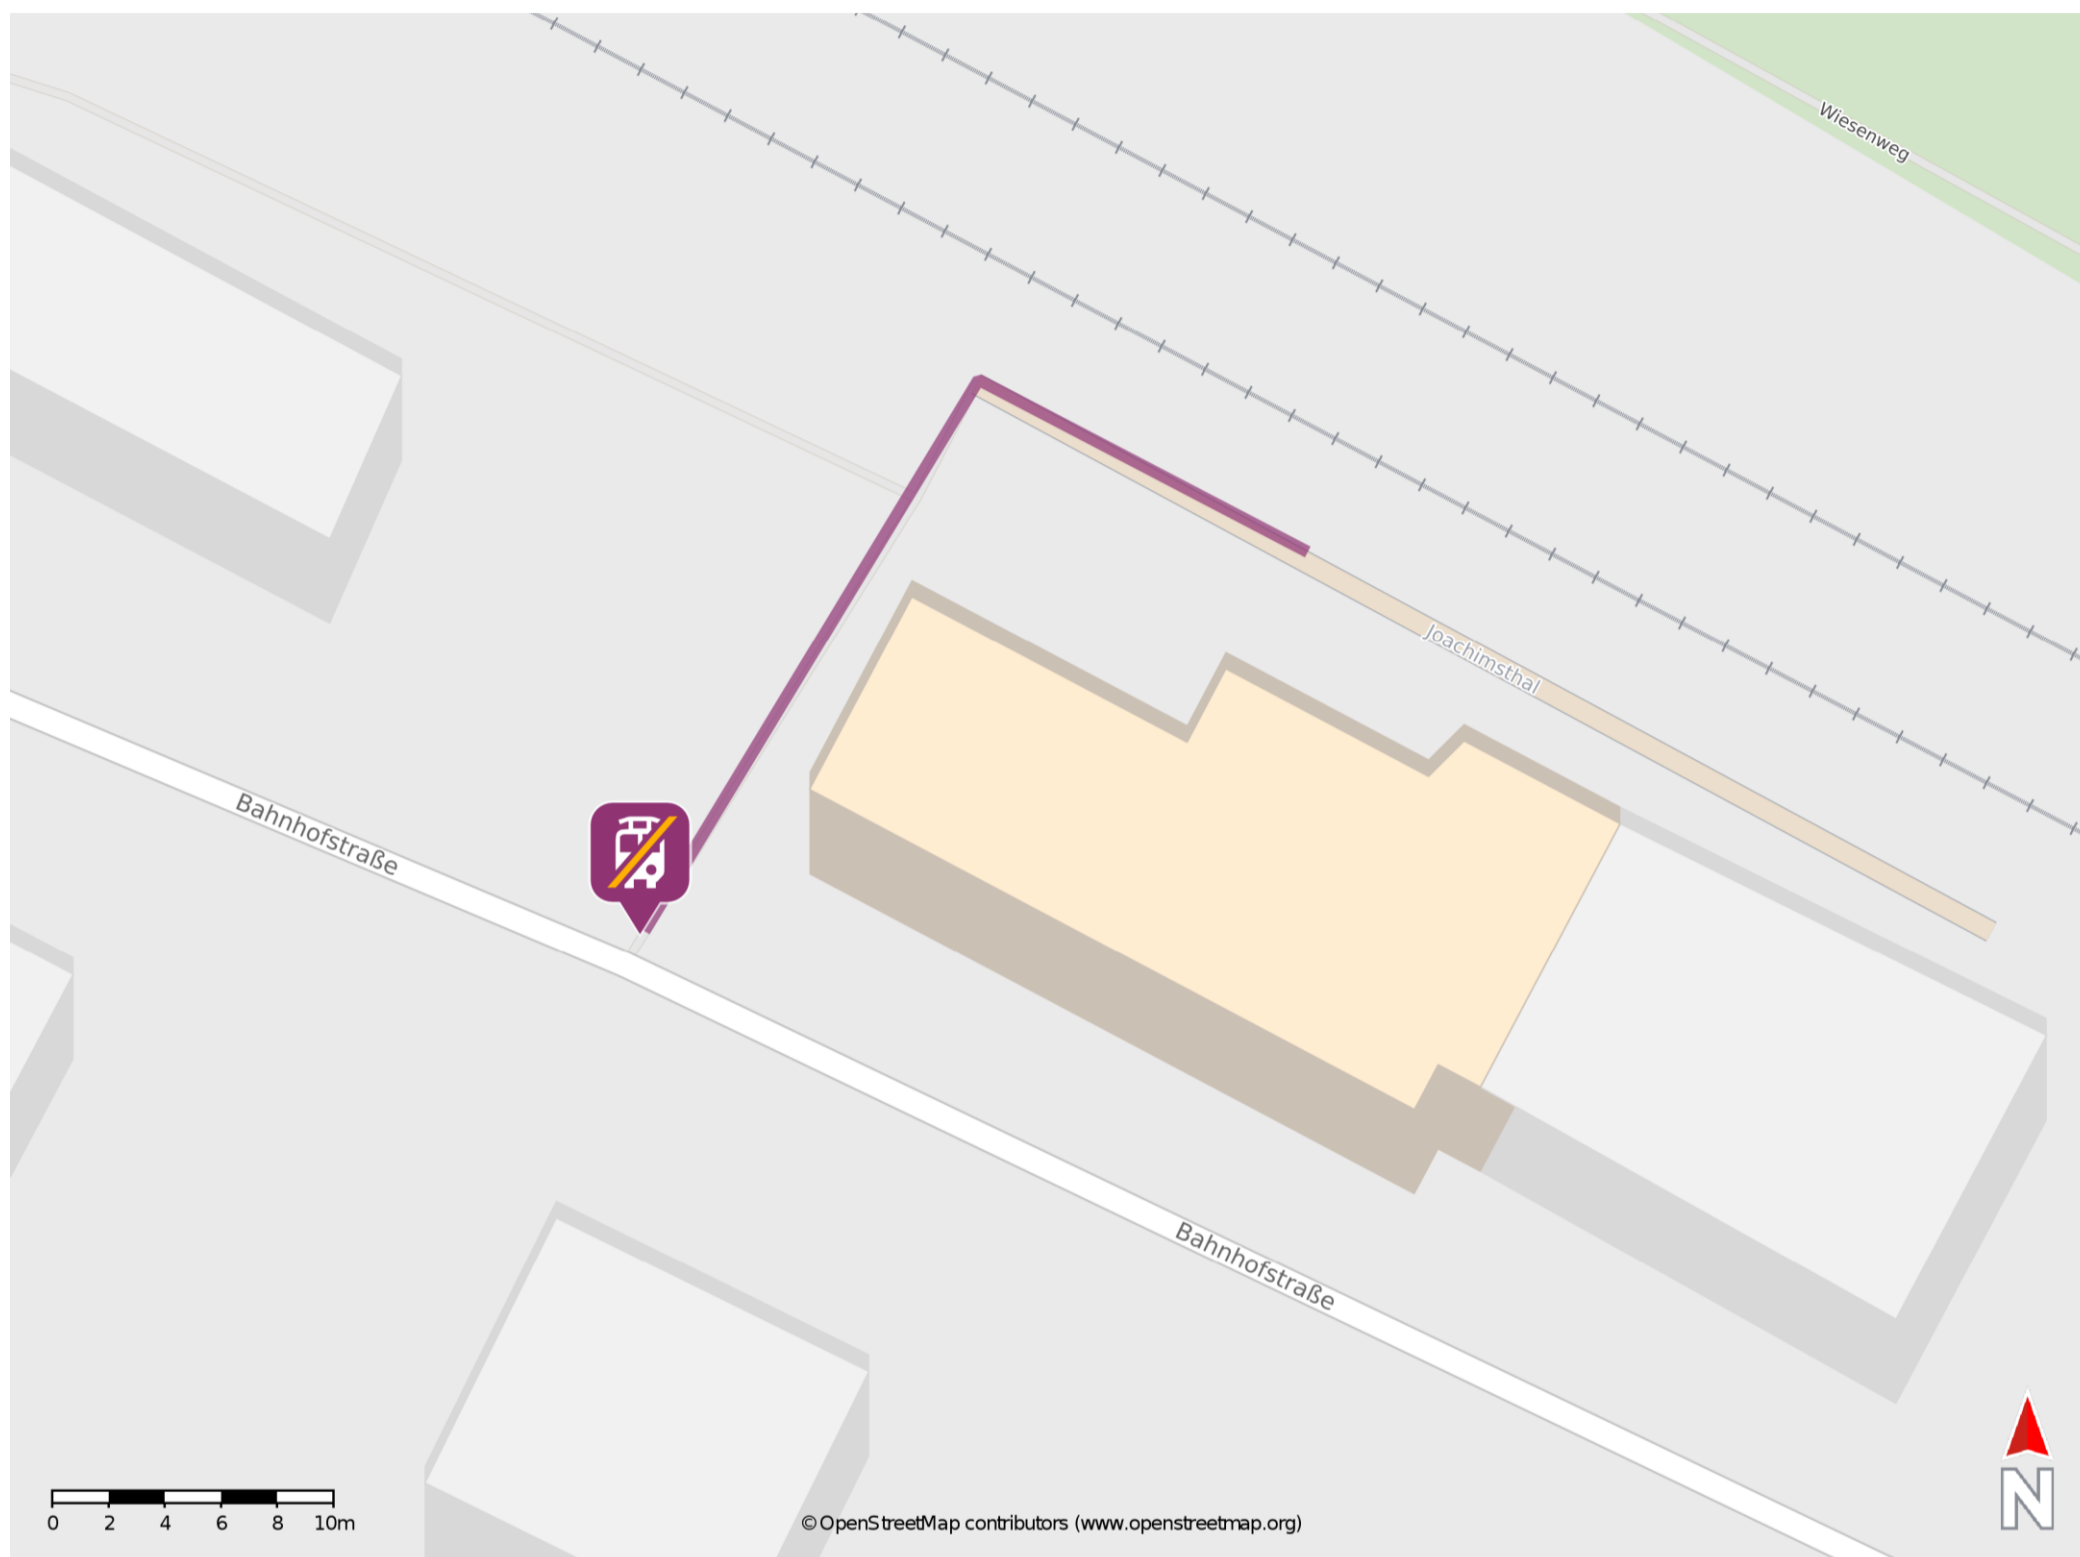 Wiesenweg
Joachimsthal
Bahnhofstraße
Bahnhofstraße
0 2 4 6 8 10m
© OpenStreetMap contributors (www.openstreetmap.org)
N